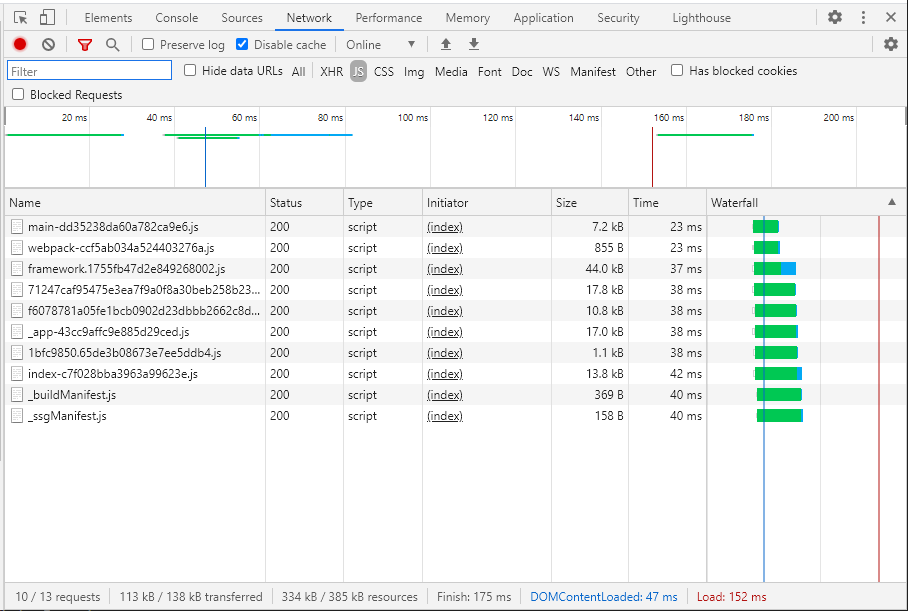 Elements Console Sources Network Performance Memory Application Security Lighthouse
Preserve log Disable cache Online
Filter Hide data URLs All XHR JS CSS Img Media Font Doc WS Manifest Other Has blocked cookies
Blocked Requests
20 ms 40 ms 60 ms 80 ms 100 ms 120 ms 140 ms 160 ms 180 ms 200 ms
Name Status Type Initiator Size Time Waterfall
main-dd35238da60a782ca9e6.js 200 script (index) 7.2 kB 23 ms
webpack-ccf5ab034a524403276a.js 200 script (index) 855 B 23 ms
framework.1755fb47d2e849268002.js 200 script (index) 44.0 kB 37 ms
71247caf95475e3ea7f9a0f8a30beb258b23... 200 script (index) 17.8 kB 38 ms
f6078781a05fe1bcb0902d23dbbb2662c8d... 200 script (index) 10.8 kB 38 ms
_app-43cc9affc9e885d29ced.js 200 script (index) 17.0 kB 38 ms
1bfc9850.65de3b08673e7ee5ddb4.js 200 script (index) 1.1 kB 38 ms
index-c7f028bba3963a99623e.js 200 script (index) 13.8 kB 42 ms
_buildManifest.js 200 script (index) 369 B 40 ms
_ssgManifest.js 200 script (index) 158 B 40 ms
10 / 13 requests 113 kB / 138 kB transferred 334 kB / 385 kB resources Finish: 175 ms DOMContentLoaded: 47 ms Load: 152 ms